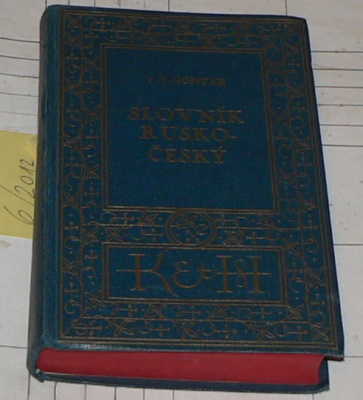 SLOVNÍK
RUSKO-
ČESKÝ
K&H
6/2012